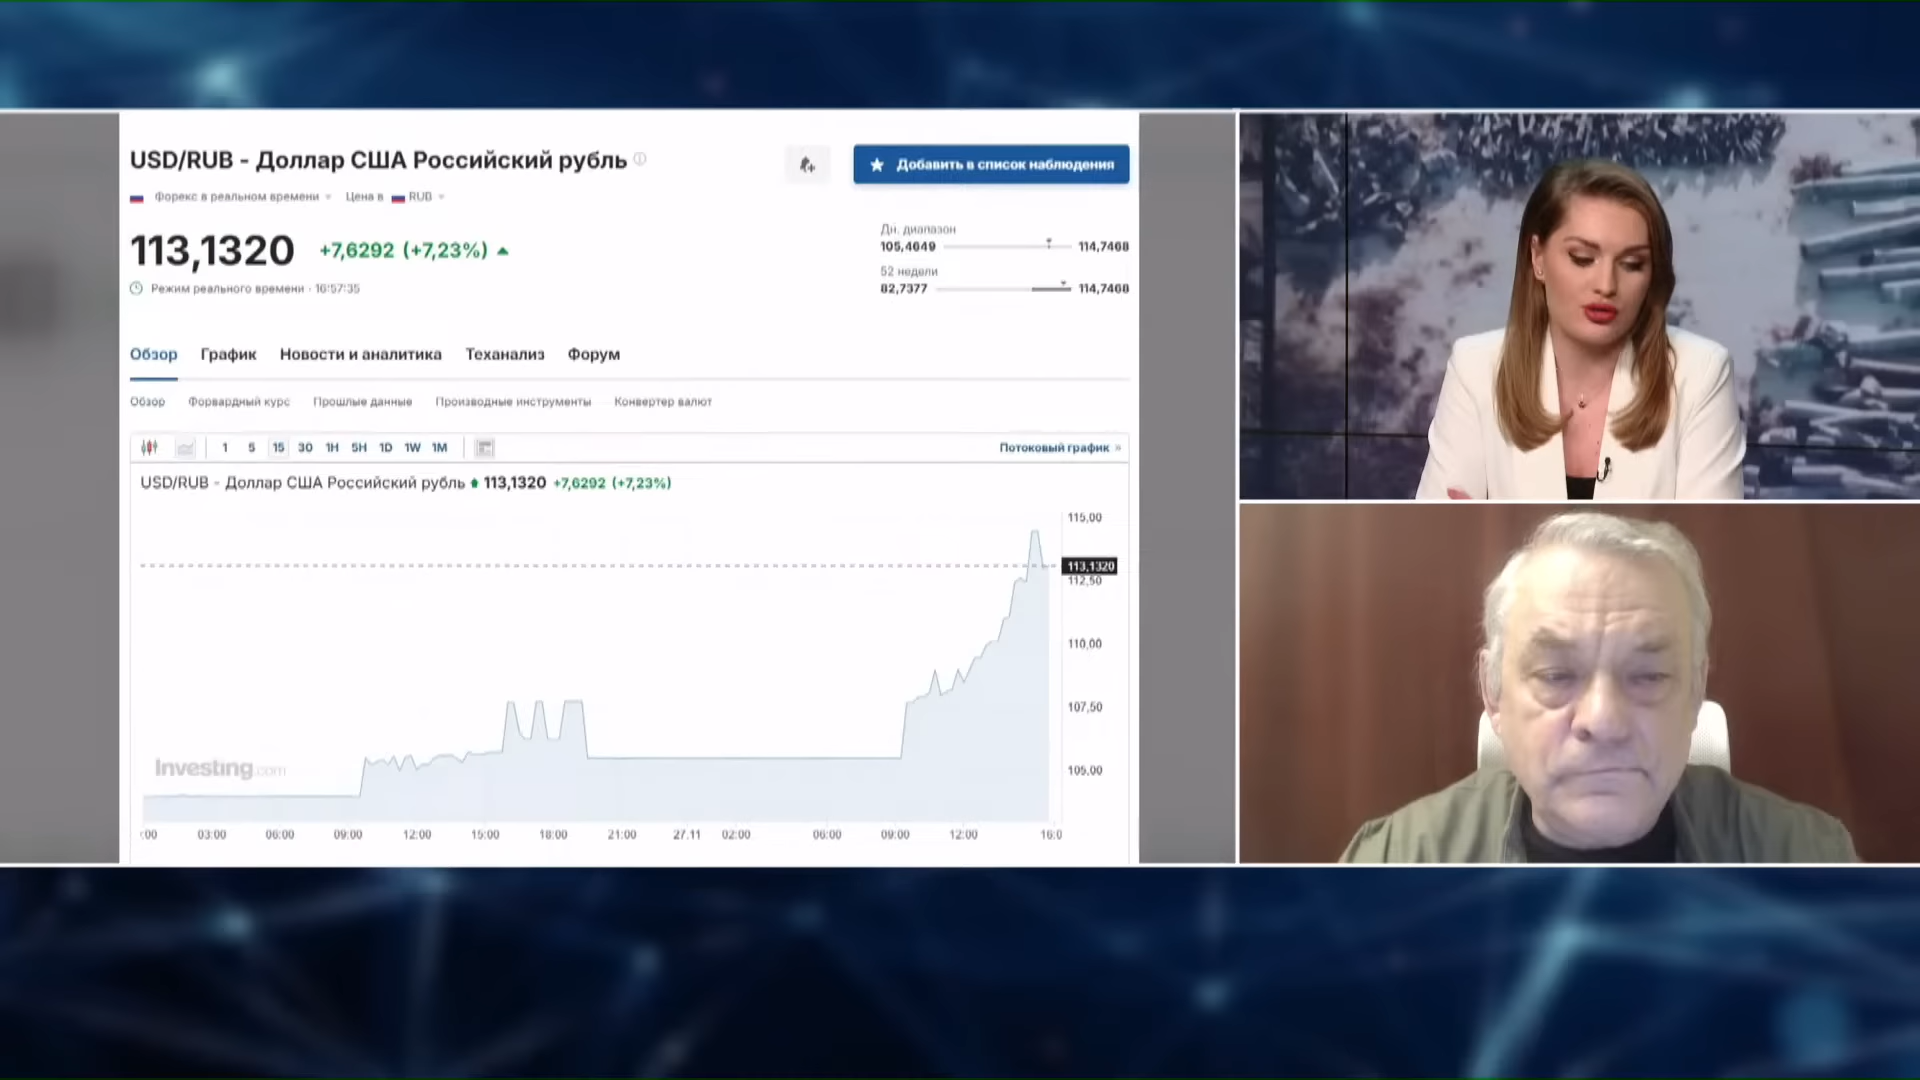 USD/RUB - Доллар США Российский рубль
Добавить в список наблюдения
Форекс в реальном времени Цена в RUB
113,1320 +7,6292 (+7,23%)
Дн. диапазон
105,4649 114,7468
52 недели
82,7377 114,7468
Режим реального времени · 16:57:35
Обзор График Новости и аналитика Теханализ Форум
Обзор Форвардный курс Прошлые данные Производные инструменты Конвертер валют
1 5 15 30 1H 5H 1D 1W 1M Потоковый график »
USD/RUB - Доллар США Российский рубль 113,1320 +7,6292 (+7,23%)
115,00
113,1320
112,50
110,00
107,50
105,00
Investing.com
:00 03:00 06:00 09:00 12:00 15:00 18:00 21:00 27.11 02:00 06:00 09:00 12:00 16:0